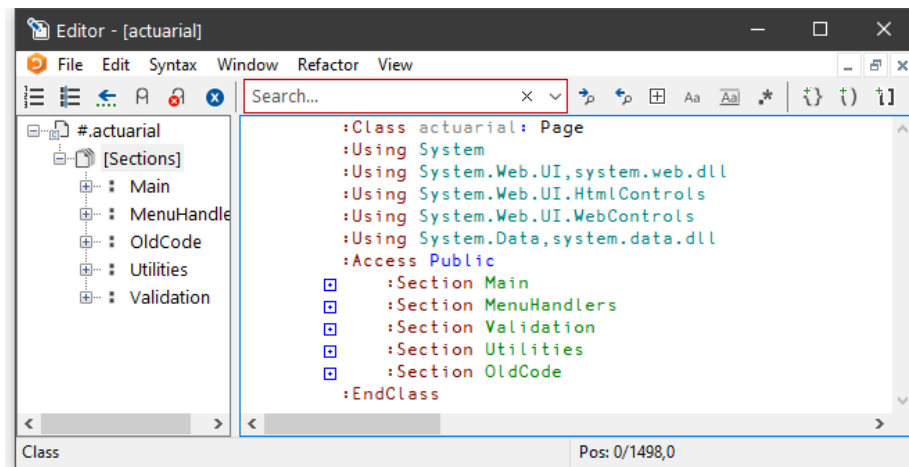 Editor - [actuarial]
File Edit Syntax Window Refactor View
Search... Aa Aa .* {} () []
#.actuarial
[Sections]
Main
MenuHandle
OldCode
Utilities
Validation
:Class actuarial: Page
:Using System
:Using System.Web.UI,system.web.dll
:Using System.Web.UI.HtmlControls
:Using System.Web.UI.WebControls
:Using System.Data,system.data.dll
:Access Public
:Section Main
:Section MenuHandlers
:Section Validation
:Section Utilities
:Section OldCode
:EndClass
Class Pos: 0/1498,0